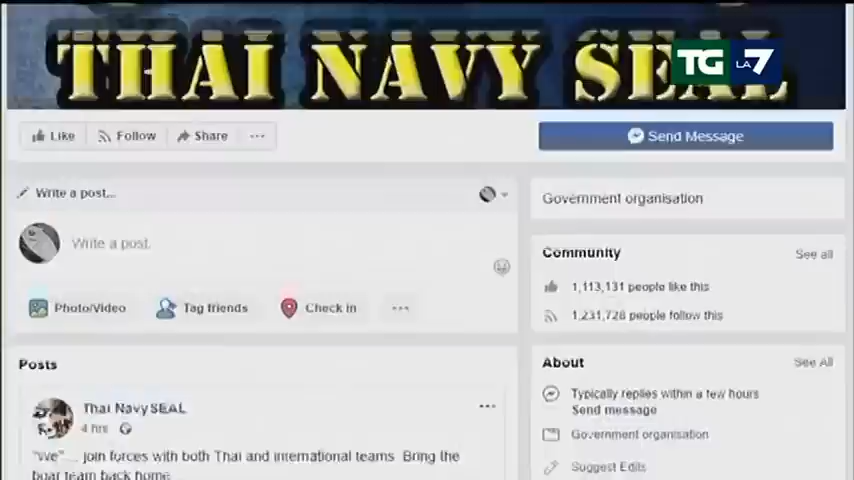 THAI NAVY SEAL
TG LA 7
Like Follow Share
Send Message
Write a post...
Write a post.
Photo/Video Tag friends Check in
Government organisation
Community See all
1,113,131 people like this
1,231,728 people follow this
About See All
Typically replies within a few hours
Send message
Government organisation
Suggest Edits
Posts
Thai Navy SEAL
4 hrs
"We"... join forces with both Thai and international teams. Bring the
boar team back home